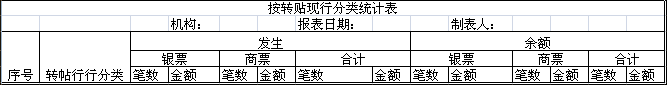 按转贴现行分类统计表
机构： 报表日期： 制表人：
发生 余额
银票 商票 合计 银票 商票 合计
序号 转帖行行分类 笔数 金额 笔数 金额 笔数 金额 笔数 金额 笔数 金额 笔数 金额